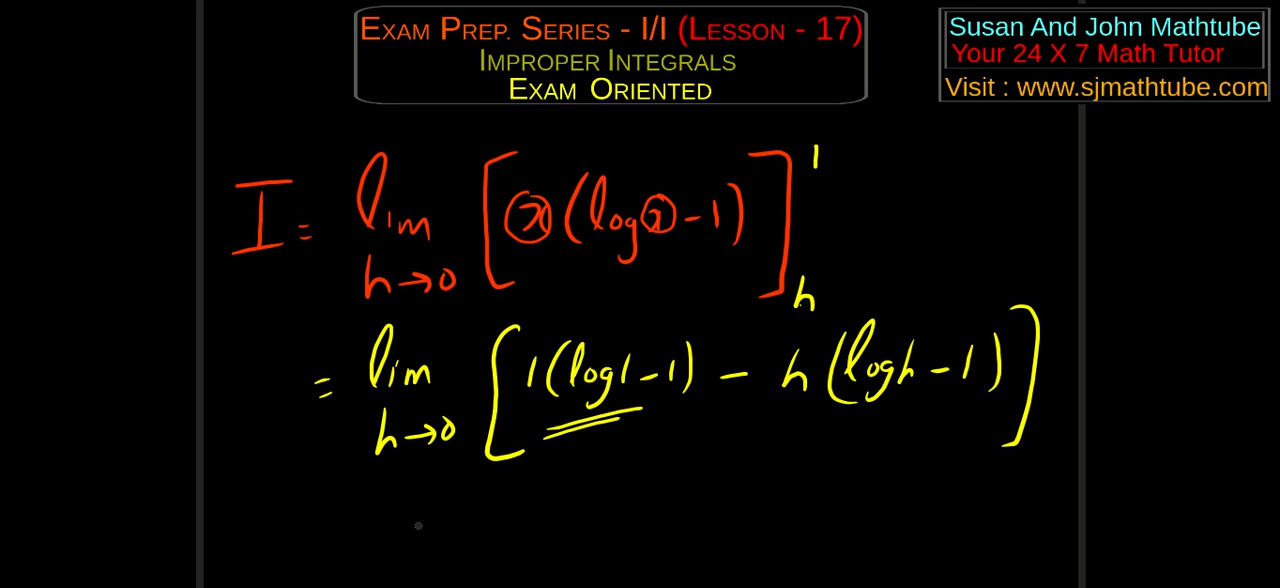 EXAM PREP. SERIES - I/I (LESSON - 17)
IMPROPER INTEGRALS
EXAM ORIENTED
Susan And John Mathtube
Your 24 X 7 Math Tutor
Visit : www.sjmathtube.com
I = lim h→0 [x(log x - 1)]₍h₎¹
= lim h→0 [1(log1 - 1) - h(log h - 1)]